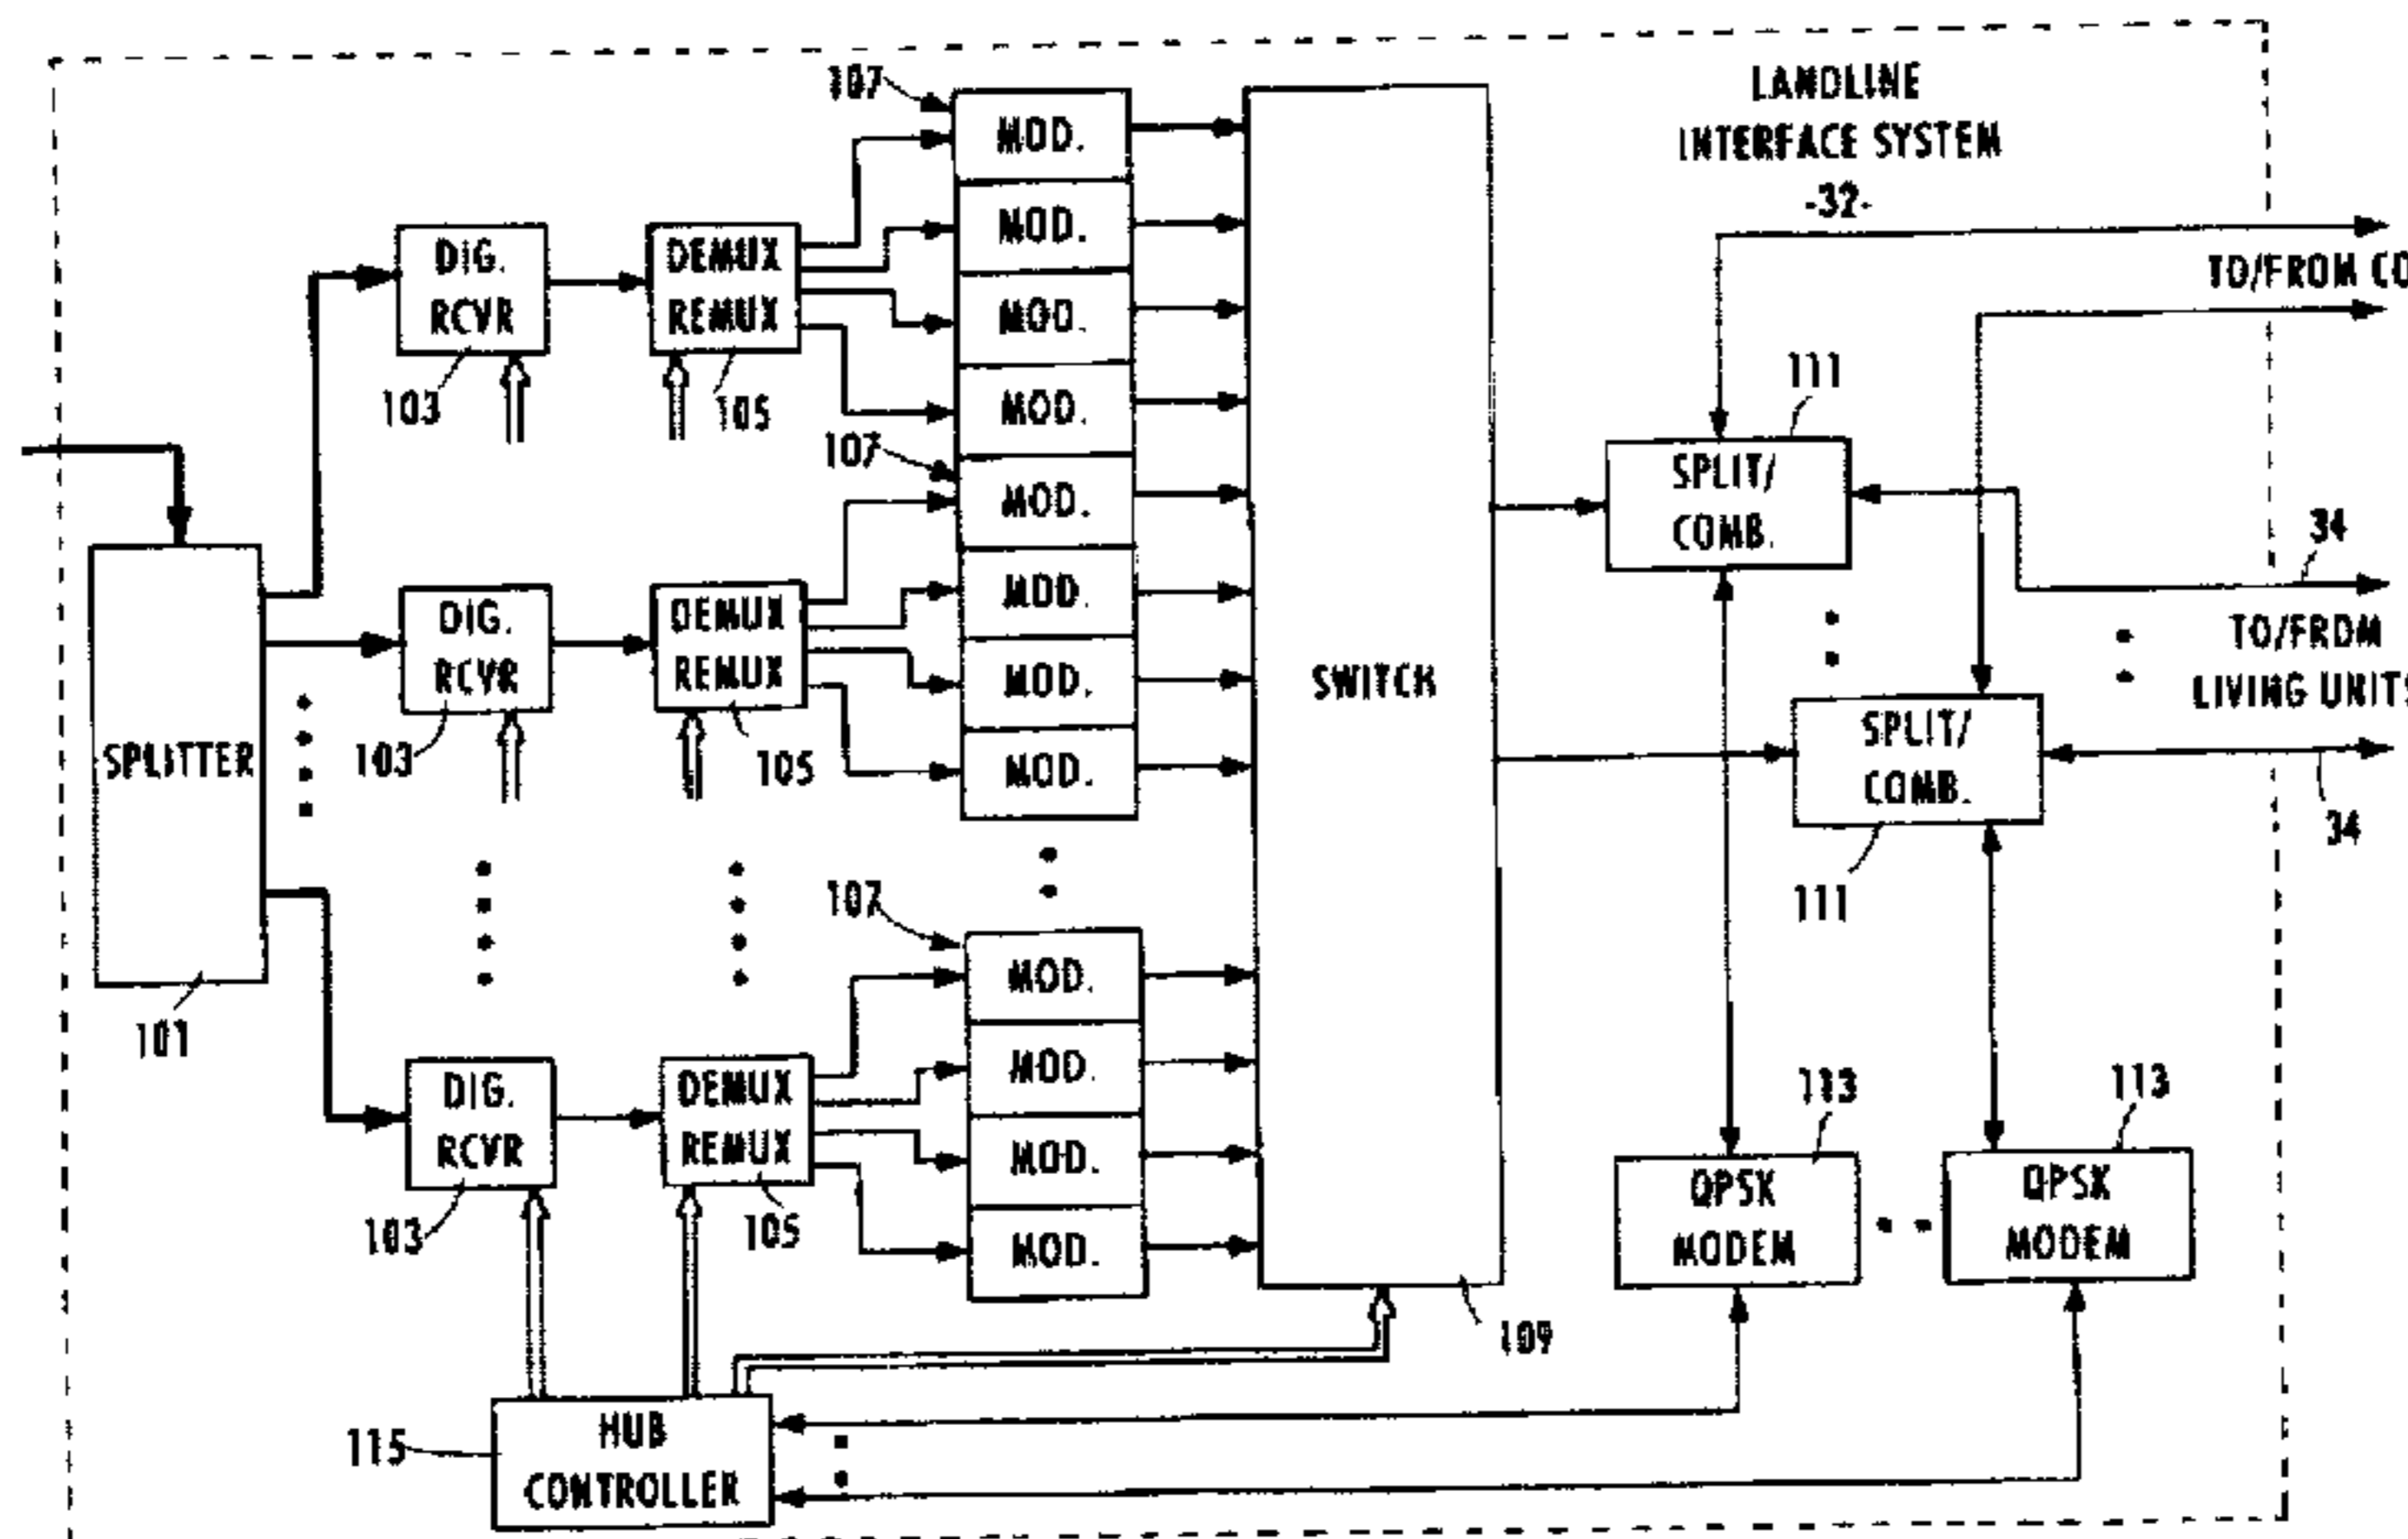 LANDLINE
INTERFACE SYSTEM
-32-
107
MOD.
MOD.
MOD.
MOD.
DIG.
RCVR
103
DEMUX
REMUX
105
TO/FROM CO
111
SPLIT/
COMB.
107
MOD.
MOD.
MOD.
MOD.
DIG.
RCVR
103
DEMUX
REMUX
105
34
TO/FROM
LIVING UNITS
SPLITTER
101
SWITCH
109
SPLIT/
COMB.
111
34
107
MOD.
MOD.
MOD.
MOD.
DIG.
RCVR
103
DEMUX
REMUX
105
113
QPSK
MODEM
113
QPSK
MODEM
115
HUB
CONTROLLER